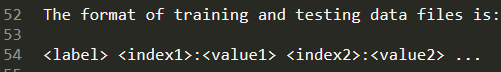 52 The format of training and testing data files is:
53
54 <label> <index1>:<value1> <index2>:<value2> ...